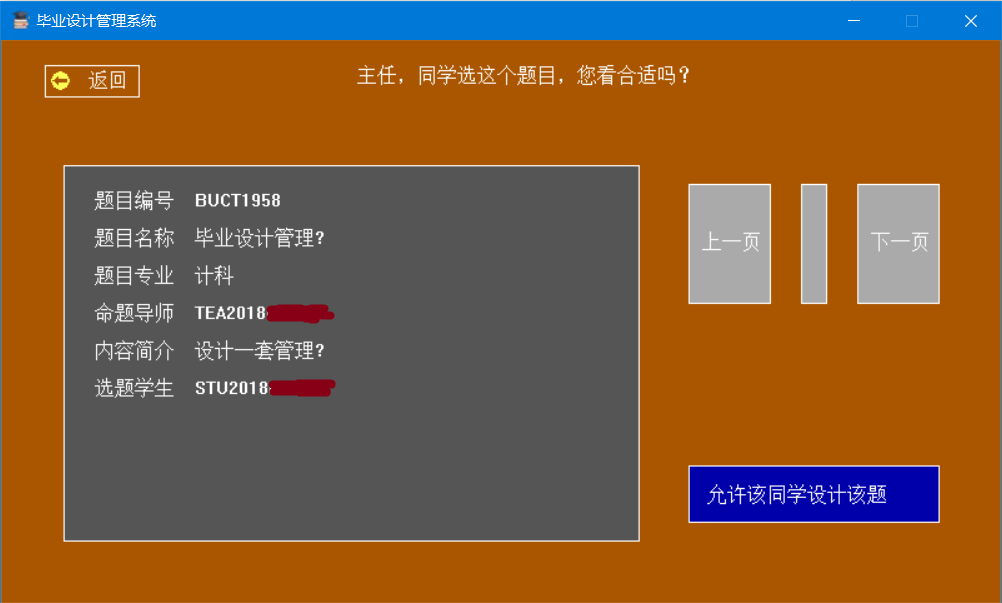 毕业设计管理系统
返回
主任，同学选这个题目，您看合适吗？
题目编号 BUCT1958
题目名称 毕业设计管理?
题目专业 计科
命题导师 TEA2018
内容简介 设计一套管理?
选题学生 STU2018
上一页
下一页
允许该同学设计该题